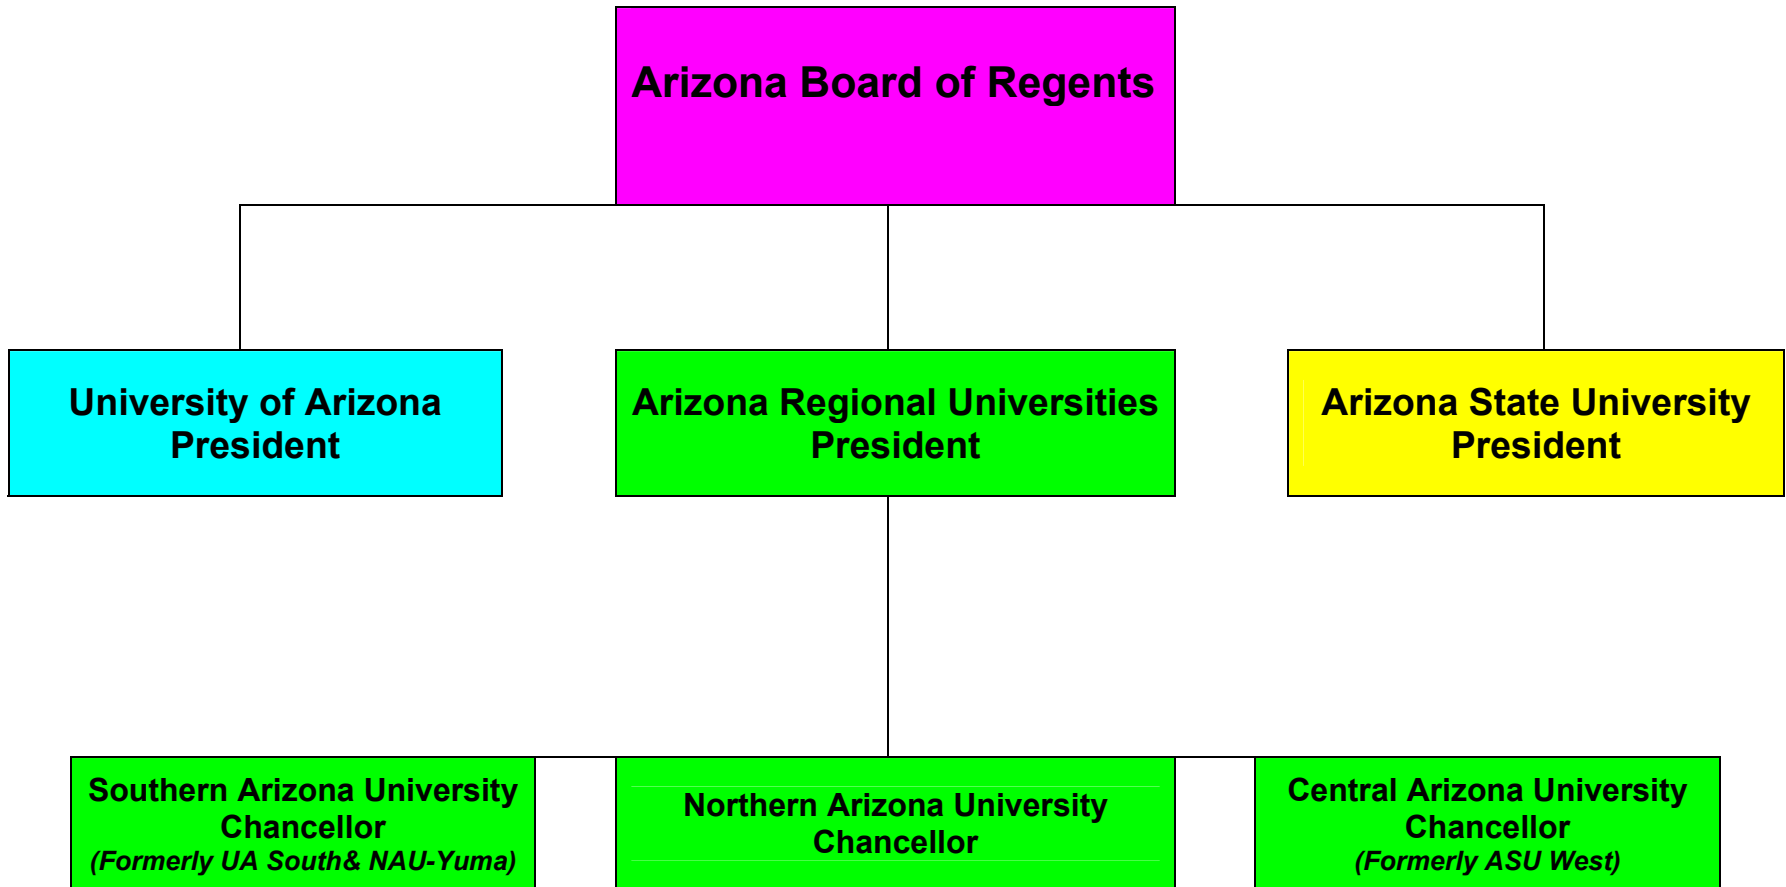 Arizona Board of Regents
University of Arizona
President
Arizona Regional Universities
President
Arizona State University
President
Southern Arizona University
Chancellor
(Formerly UA South& NAU-Yuma)
Northern Arizona University
Chancellor
Central Arizona University
Chancellor
(Formerly ASU West)